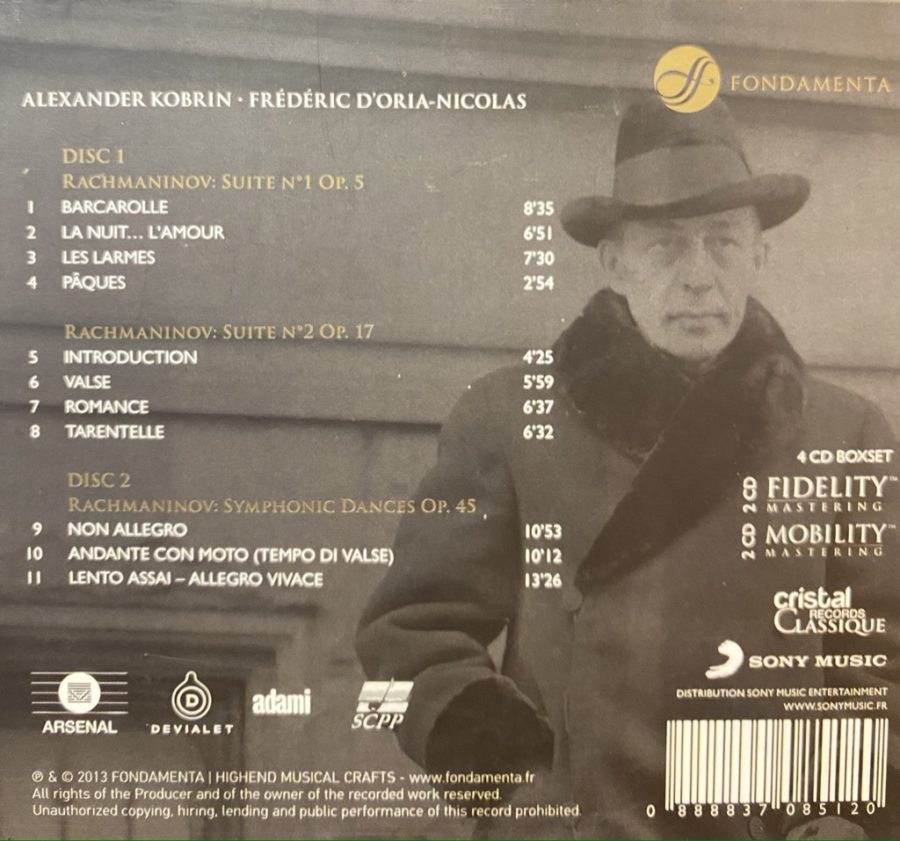 FONDAMENTA
ALEXANDER KOBRIN · FRÉDÉRIC D'ORIA-NICOLAS
DISC 1
RACHMANINOV: SUITE N°1 OP. 5
1 BARCAROLLE 8'35
2 LA NUIT... L'AMOUR 6'51
3 LES LARMES 7'30
4 PÂQUES 2'54
RACHMANINOV: SUITE N°2 OP. 17
5 INTRODUCTION 4'25
6 VALSE 5'59
7 ROMANCE 6'37
8 TARENTELLE 6'32
DISC 2
RACHMANINOV: SYMPHONIC DANCES OP. 45
9 NON ALLEGRO 10'53
10 ANDANTE CON MOTO (TEMPO DI VALSE) 10'12
11 LENTO ASSAI – ALLEGRO VIVACE 13'26
4 CD BOXSET
2 CD FIDELITY™
MASTERING
2 CD MOBILITY™
MASTERING
cristal
RECORDS
CLASSIQUE
SONY MUSIC
DISTRIBUTION SONY MUSIC ENTERTAINMENT
WWW.SONYMUSIC.FR
ARSENAL
D
DEVIALET
adami
SCPP
℗ & © 2013 FONDAMENTA | HIGHEND MUSICAL CRAFTS - www.fondamenta.fr
All rights of the Producer and of the owner of the recorded work reserved.
Unauthorized copying, hiring, lending and public performance of this record prohibited.
0 888837 085120